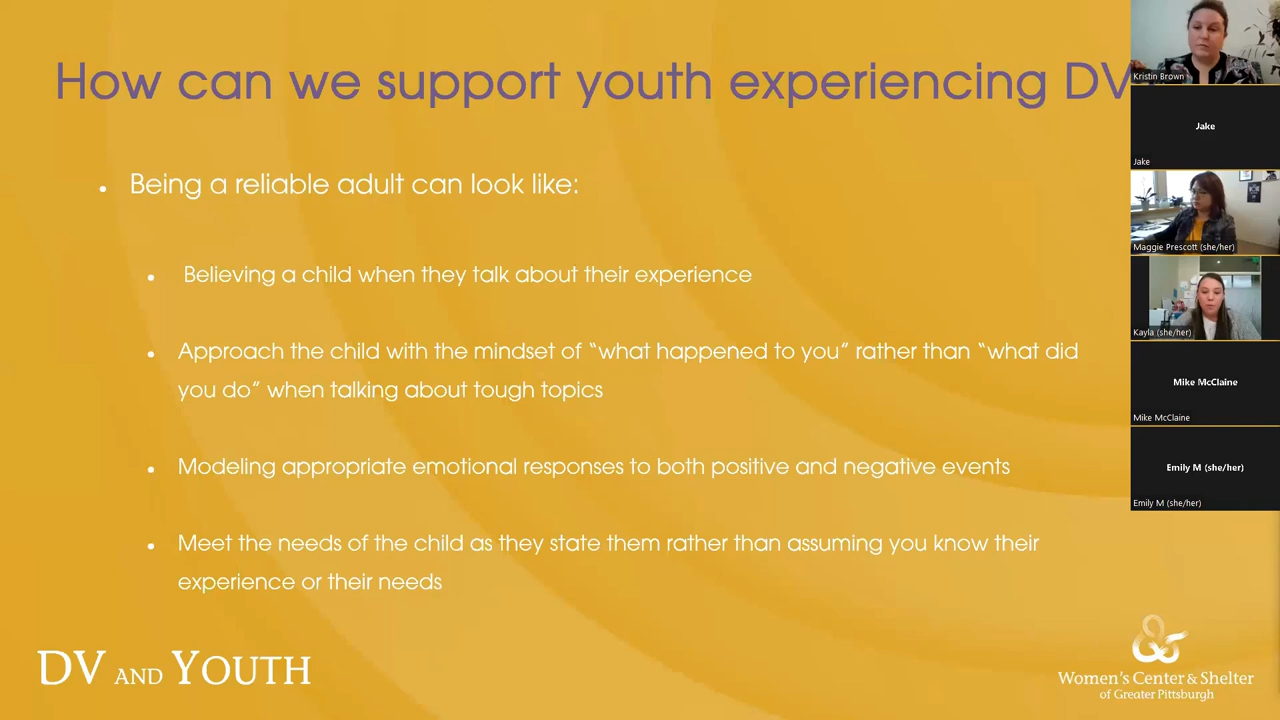 How can we support youth experiencing DV
• Being a reliable adult can look like:
• Believing a child when they talk about their experience
• Approach the child with the mindset of “what happened to you” rather than “what did
you do” when talking about tough topics
• Modeling appropriate emotional responses to both positive and negative events
• Meet the needs of the child as they state them rather than assuming you know their
experience or their needs
DV AND YOUTH
Women's Center & Shelter
of Greater Pittsburgh
Kristin Brown
Jake
Jake
Maggie Prescott (she/her)
Kayla (she/her)
Mike McClaine
Mike McClaine
Emily M (she/her)
Emily M (she/her)